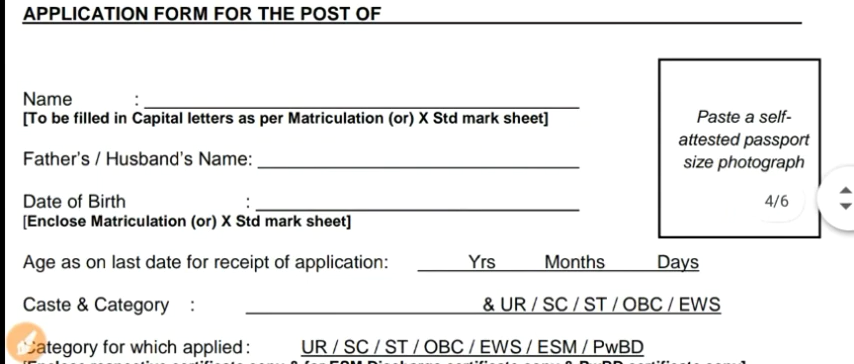 APPLICATION FORM FOR THE POST OF
Name :
[To be filled in Capital letters as per Matriculation (or) X Std mark sheet]
Paste a self-
attested passport
size photograph
Father's / Husband's Name:
Date of Birth :
4/6
[Enclose Matriculation (or) X Std mark sheet]
Age as on last date for receipt of application: Yrs Months Days
Caste & Category : & UR / SC / ST / OBC / EWS
Category for which applied : UR / SC / ST / OBC / EWS / ESM / PwBD